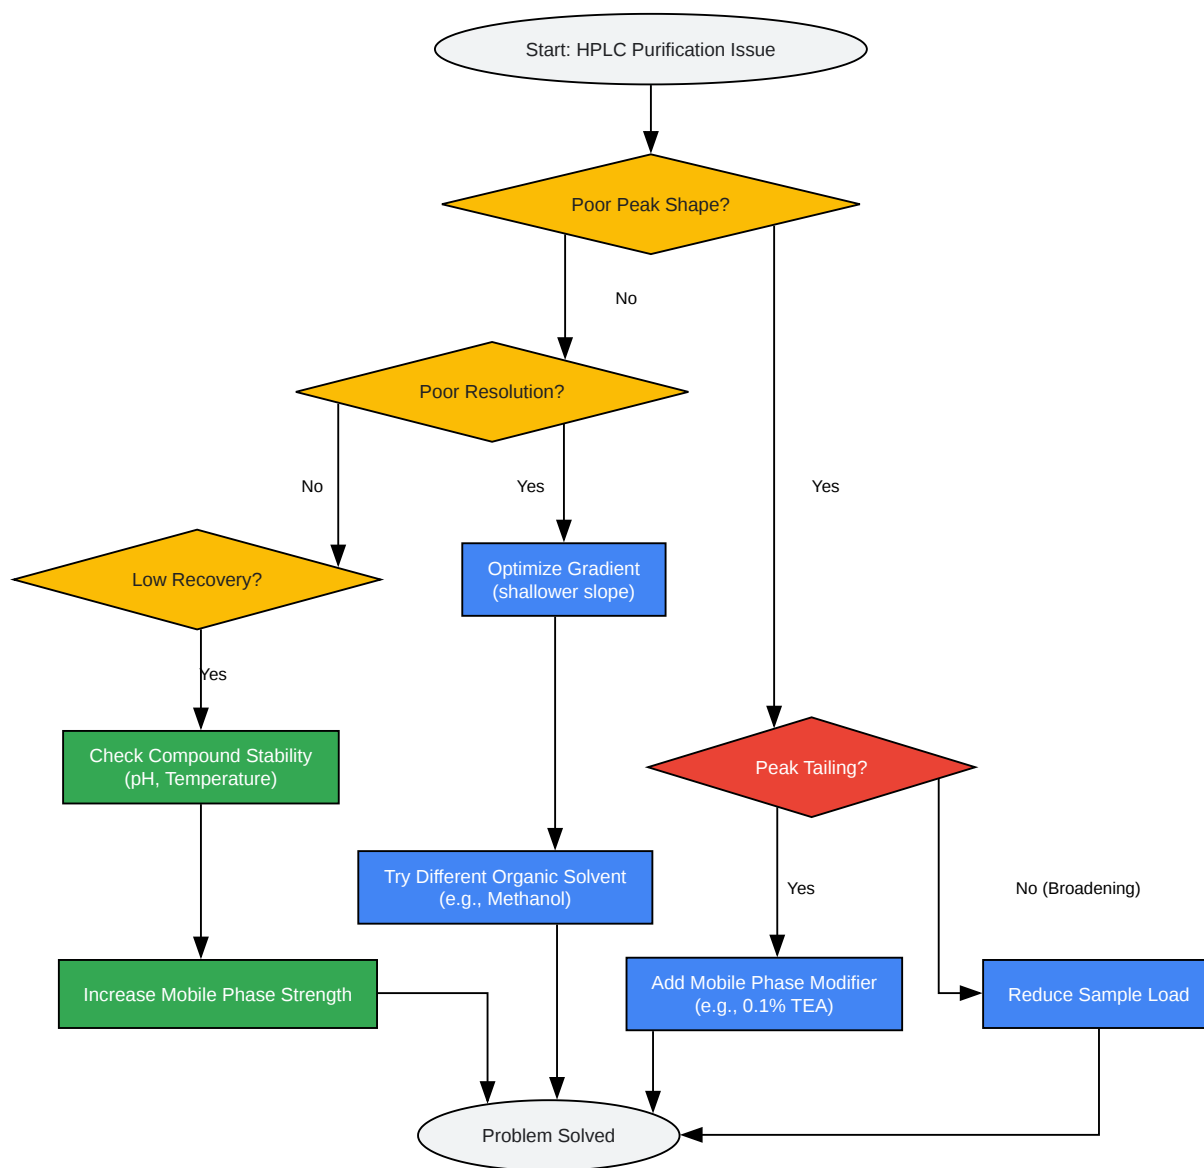 Start: HPLC Purification Issue
Poor Peak Shape?
No
Poor Resolution?
No
Yes
Yes
Low Recovery?
Optimize Gradient
(shallower slope)
Yes
Check Compound Stability
(pH, Temperature)
Peak Tailing?
Try Different Organic Solvent
(e.g., Methanol)
Yes
No (Broadening)
Increase Mobile Phase Strength
Add Mobile Phase Modifier
(e.g., 0.1% TEA)
Reduce Sample Load
Problem Solved